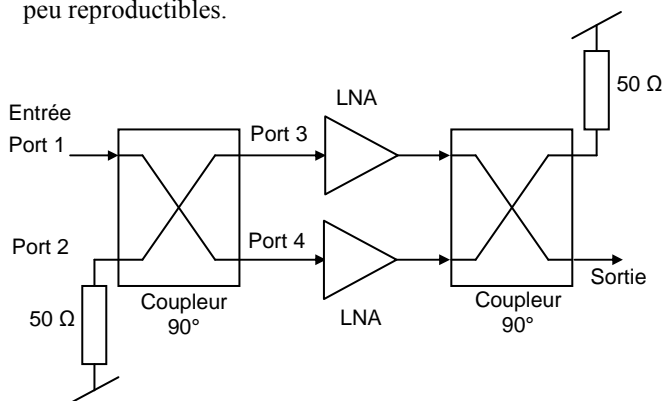 peu reproductibles.
50 Ω
LNA
Entrée
Port 1
Port 3
Port 2
Port 4
Sortie
Coupleur
90°
Coupleur
90°
50 Ω
LNA